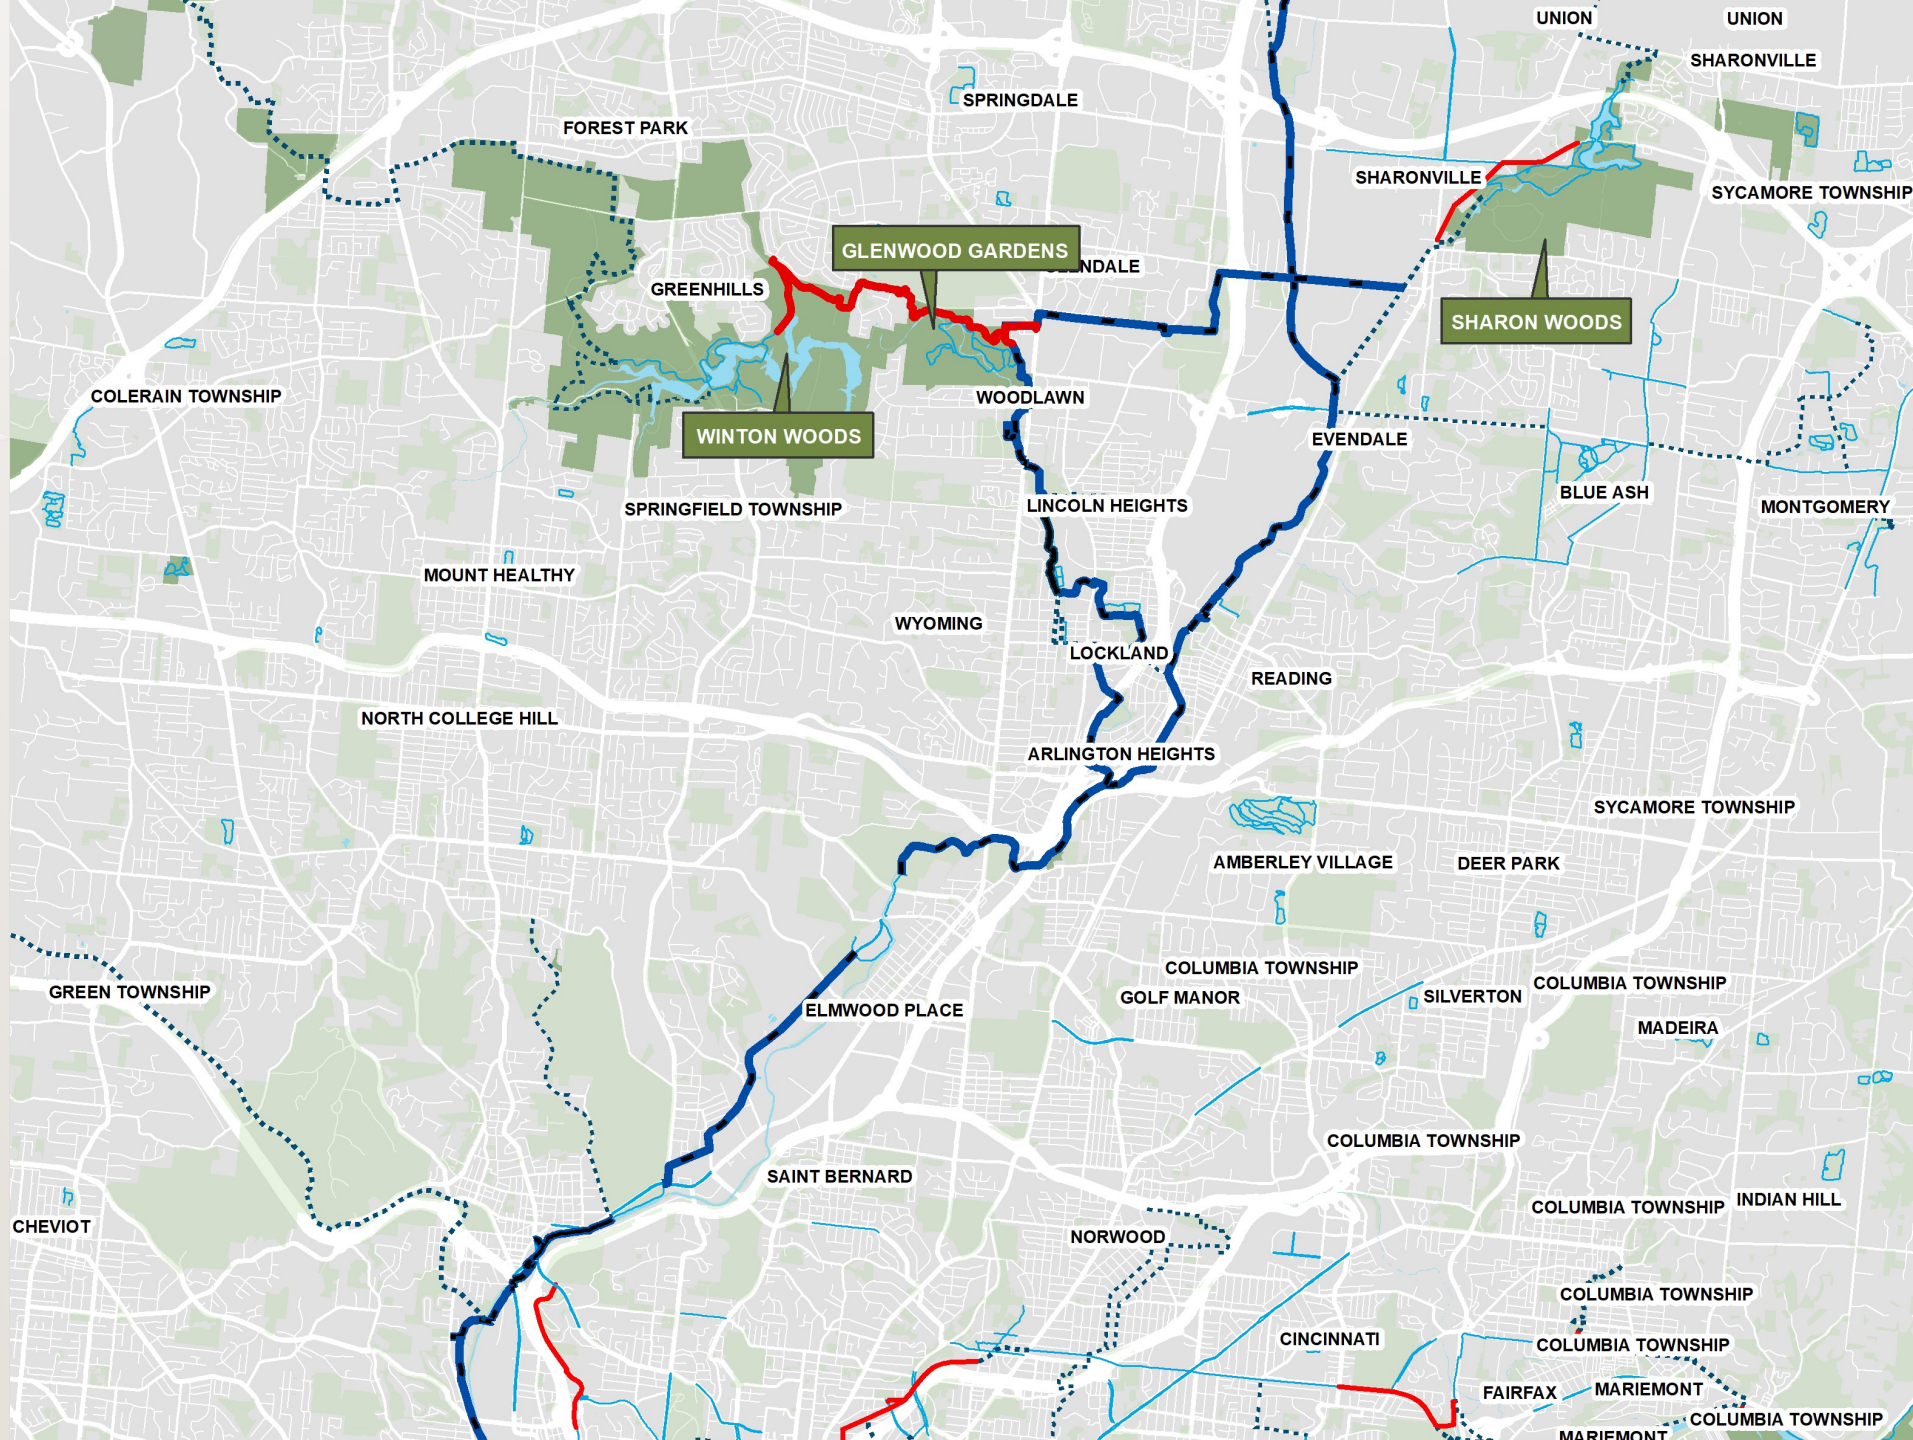 UNION
UNION
SHARONVILLE
SPRINGDALE
FOREST PARK
SHARONVILLE
SYCAMORE TOWNSHIP
GLENWOOD GARDENS
NDALE
GREENHILLS
SHARON WOODS
COLERAIN TOWNSHIP
WOODLAWN
WINTON WOODS
EVENDALE
BLUE ASH
SPRINGFIELD TOWNSHIP
LINCOLN HEIGHTS
MONTGOMERY
MOUNT HEALTHY
WYOMING
LOCKLAND
READING
NORTH COLLEGE HILL
ARLINGTON HEIGHTS
SYCAMORE TOWNSHIP
AMBERLEY VILLAGE
DEER PARK
COLUMBIA TOWNSHIP
COLUMBIA TOWNSHIP
GREEN TOWNSHIP
GOLF MANOR
SILVERTON
ELMWOOD PLACE
MADEIRA
COLUMBIA TOWNSHIP
SAINT BERNARD
COLUMBIA TOWNSHIP
INDIAN HILL
CHEVIOT
NORWOOD
COLUMBIA TOWNSHIP
CINCINNATI
COLUMBIA TOWNSHIP
FAIRFAX
MARIEMONT
COLUMBIA TOWNSHIP
MARIEMONT